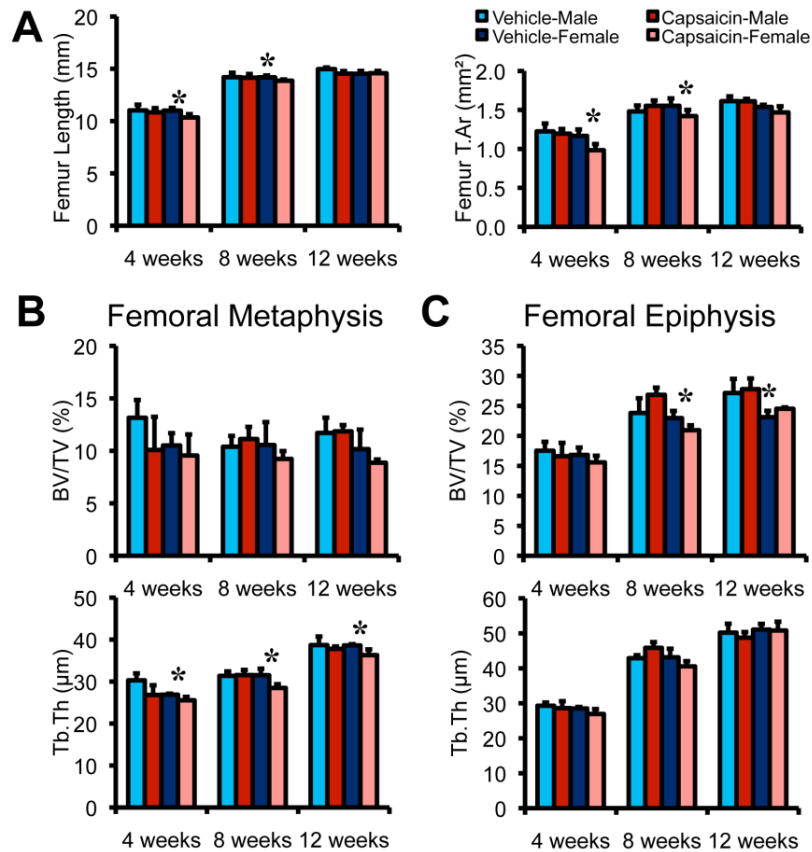 A
Vehicle-Male
Capsaicin-Male
Vehicle-Female
Capsaicin-Female
Femur Length (mm)
20
15
10
5
0
*
*
4 weeks
8 weeks
12 weeks
Femur T.Ar (mm²)
2.0
1.5
1.0
0.5
0.0
*
*
4 weeks
8 weeks
12 weeks
B
Femoral Metaphysis
BV/TV (%)
20
15
10
5
0
4 weeks
8 weeks
12 weeks
Tb.Th (µm)
50
40
30
20
10
0
*
*
*
4 weeks
8 weeks
12 weeks
C
Femoral Epiphysis
BV/TV (%)
35
30
25
20
15
10
5
0
*
*
4 weeks
8 weeks
12 weeks
Tb.Th (µm)
60
50
40
30
20
10
0
4 weeks
8 weeks
12 weeks